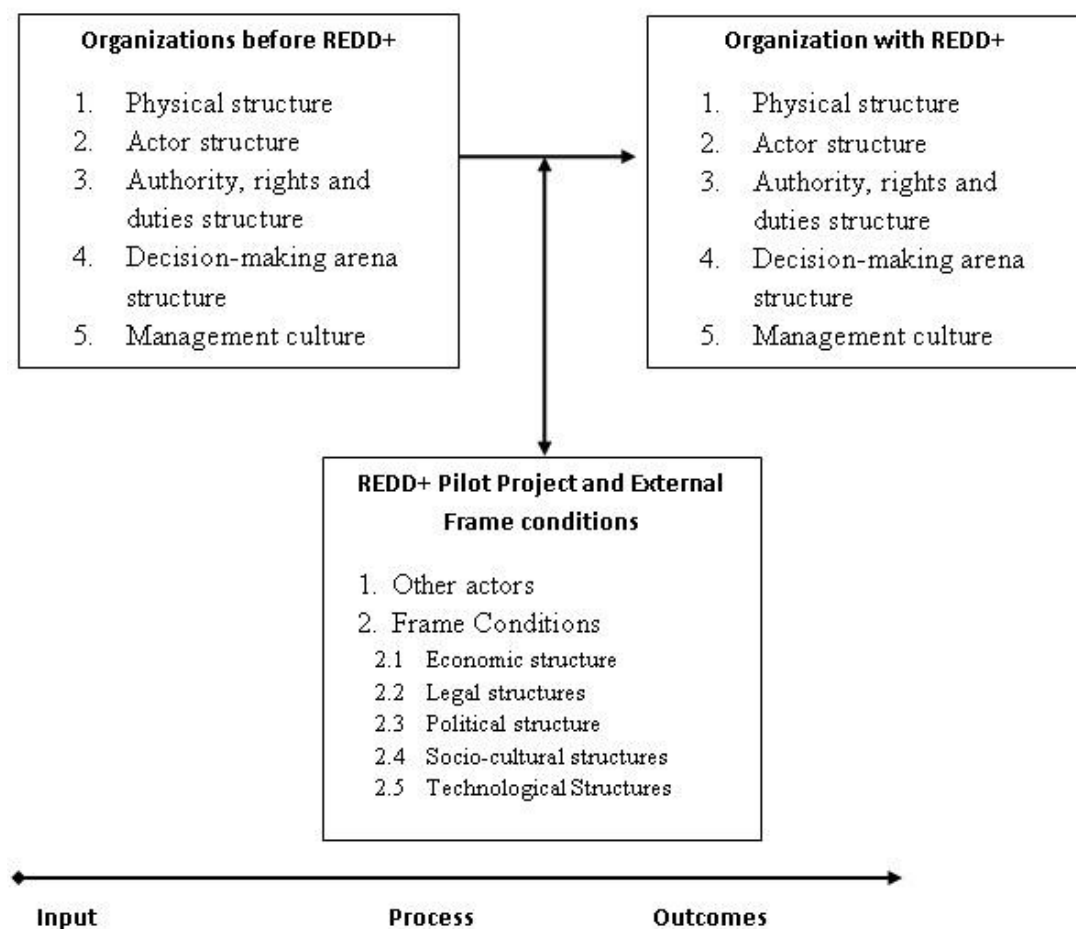 Organizations before REDD+
1. Physical structure
2. Actor structure
3. Authority, rights and
duties structure
4. Decision-making arena
structure
5. Management culture
Organization with REDD+
1. Physical structure
2. Actor structure
3. Authority, rights and
duties structure
4. Decision-making arena
structure
5. Management culture
REDD+ Pilot Project and External
Frame conditions
1. Other actors
2. Frame Conditions
2.1 Economic structure
2.2 Legal structures
2.3 Political structure
2.4 Socio-cultural structures
2.5 Technological Structures
Input Process Outcomes